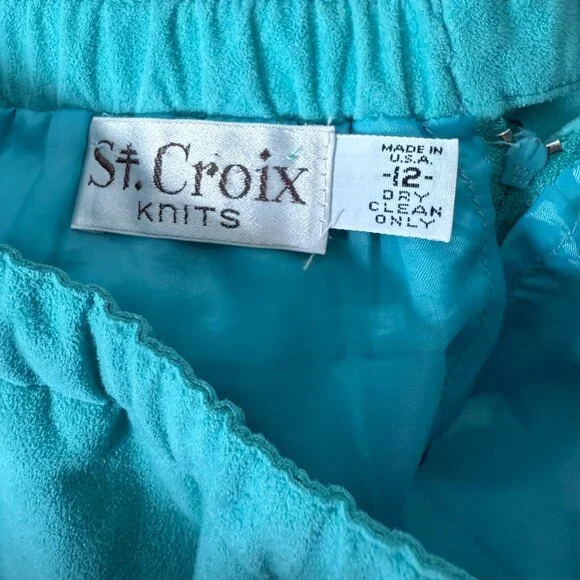 St. Croix
KNITS
MADE IN
U.S.A.
-12-
DRY
CLEAN
ONLY